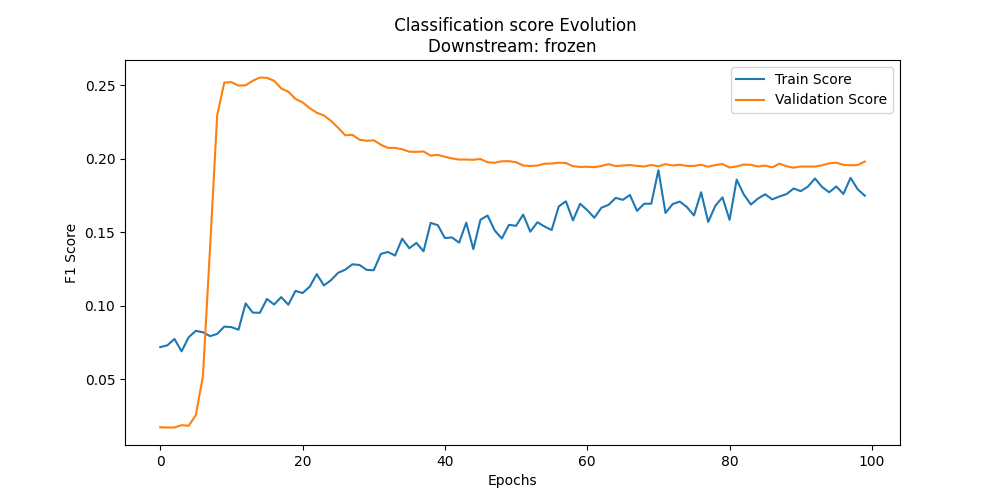 Classification score Evolution
Downstream: frozen
Train Score
Validation Score
F1 Score
0.25
0.20
0.15
0.10
0.05
0
20
40
60
80
100
Epochs